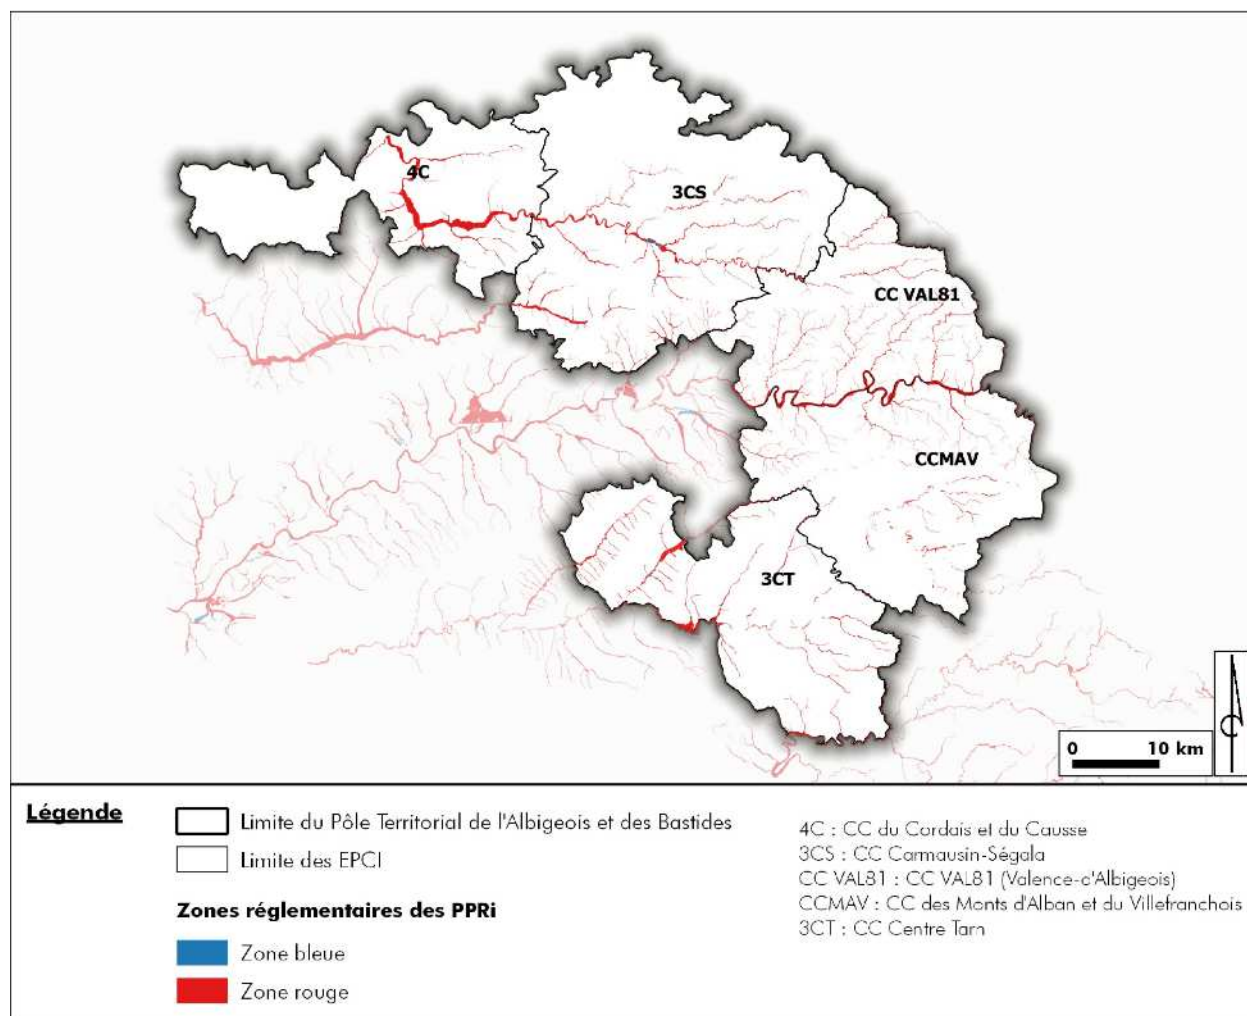 4C
3CS
CC VAL81
CCMAV
3CT
0 10 km
Légende
Limite du Pôle Territorial de l'Albigeois et des Bastides
Limite des EPCI
Zones réglementaires des PPRi
Zone bleue
Zone rouge
4C : CC du Cordais et du Causse
3CS : CC Carmausin-Ségala
CC VAL81 : CC VAL81 (Valence-d'Albigeois)
CCMAV : CC des Monts d'Alban et du Villefranchois
3CT : CC Centre Tarn